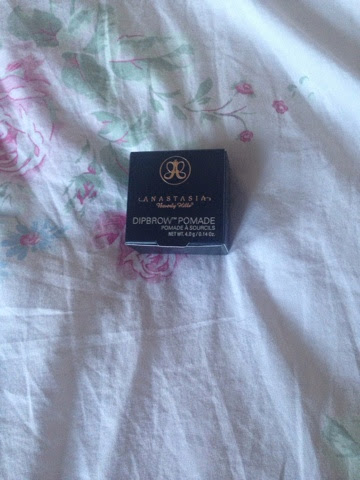 ANASTASIA
Beverly Hills
DIPBROW™ POMADE
POMADE À SOURCILS
NET WT. 4.0 g / 0.14 Oz.